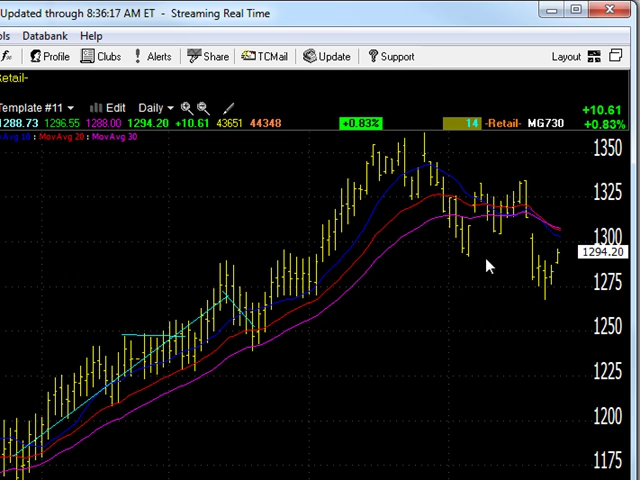 Updated through 8:36:17 AM ET - Streaming Real Time
ols Databank Help
fx Profile Clubs Alerts Share TCMail Update Support Layout
Retail-
Template #11 Edit Daily +10.61
1288.73 1296.55 1288.00 1294.20 +10.61 43651 44348 +0.83% 14 -Retail- MG730 +0.83%
MovAvg 20 : MovAvg 30
1350
1325
1300
1294.20
1275
1250
1225
1200
1175